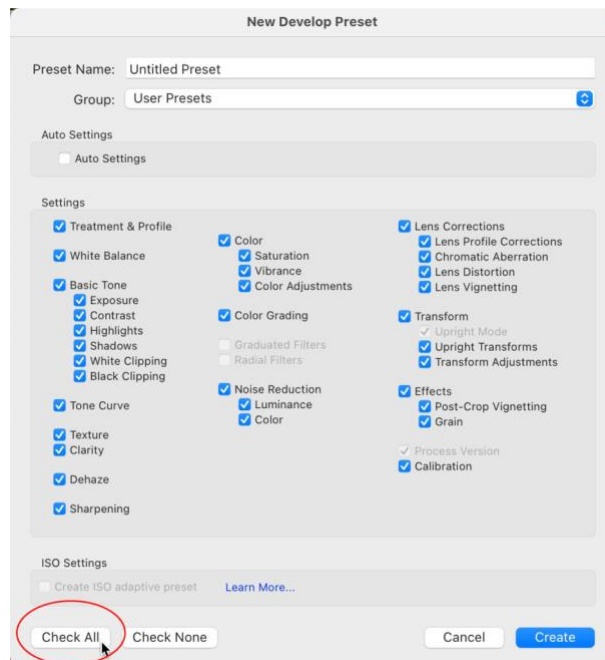 New Develop Preset
Preset Name: Untitled Preset
Group: User Presets
Auto Settings
Auto Settings
Settings
Treatment & Profile
White Balance
Basic Tone
Exposure
Contrast
Highlights
Shadows
White Clipping
Black Clipping
Tone Curve
Texture
Clarity
Dehaze
Sharpening
Color
Saturation
Vibrance
Color Adjustments
Color Grading
Graduated Filters
Radial Filters
Noise Reduction
Luminance
Color
Lens Corrections
Lens Profile Corrections
Chromatic Aberration
Lens Distortion
Lens Vignetting
Transform
Upright Mode
Upright Transforms
Transform Adjustments
Effects
Post-Crop Vignetting
Grain
Process Version
Calibration
ISO Settings
Create ISO adaptive preset Learn More...
Check All Check None Cancel Create